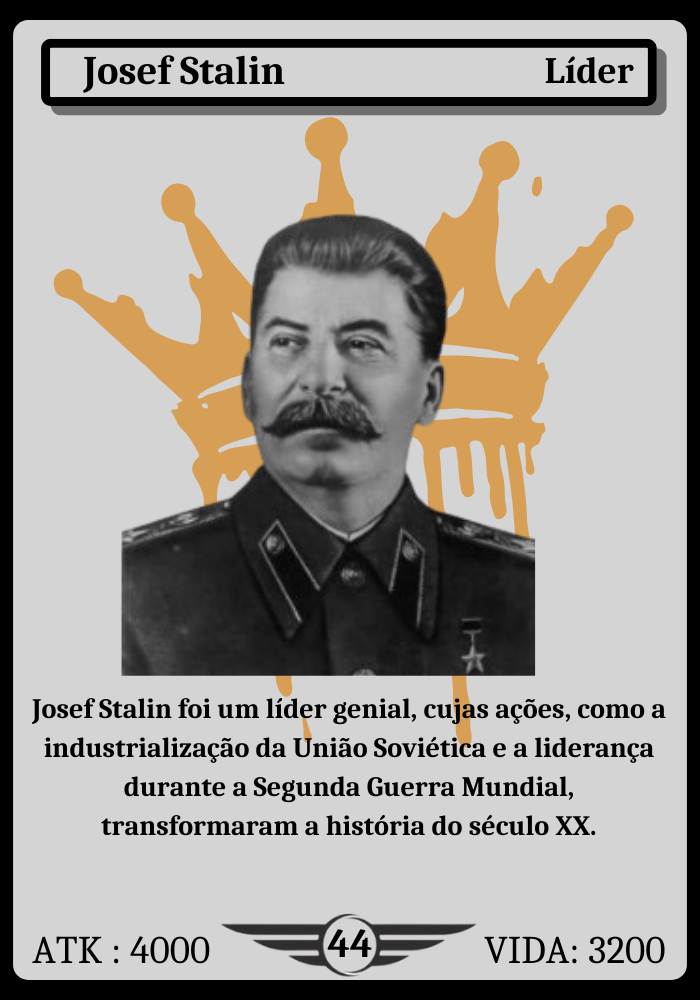 Josef Stalin Líder
Josef Stalin foi um líder genial, cujas ações, como a
industrialização da União Soviética e a liderança
durante a Segunda Guerra Mundial,
transformaram a história do século XX.
ATK : 4000 44 VIDA: 3200